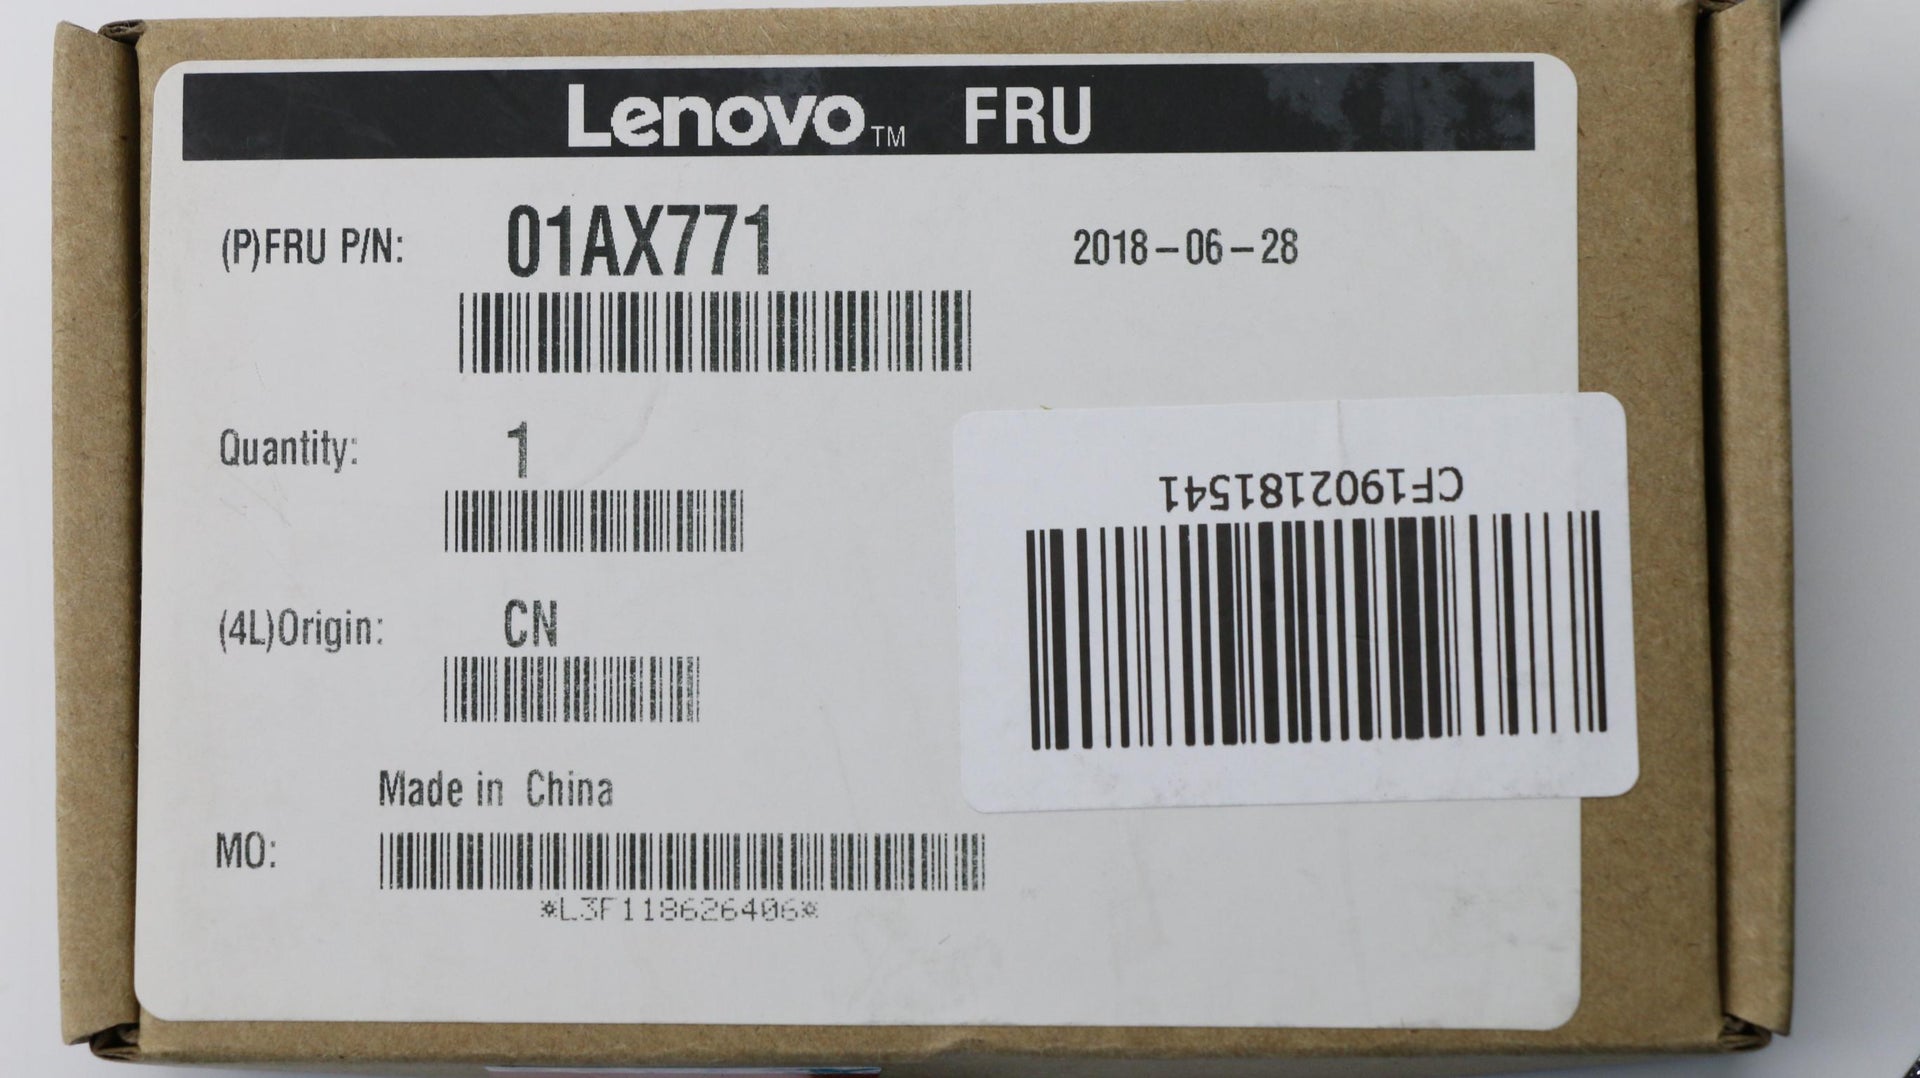 Lenovo™ FRU
(P)FRU P/N: 01AX771 2018-06-28
Quantity: 1
CF1902181541
(4L)Origin: CN
Made in China
MO:
*L3F118626406*